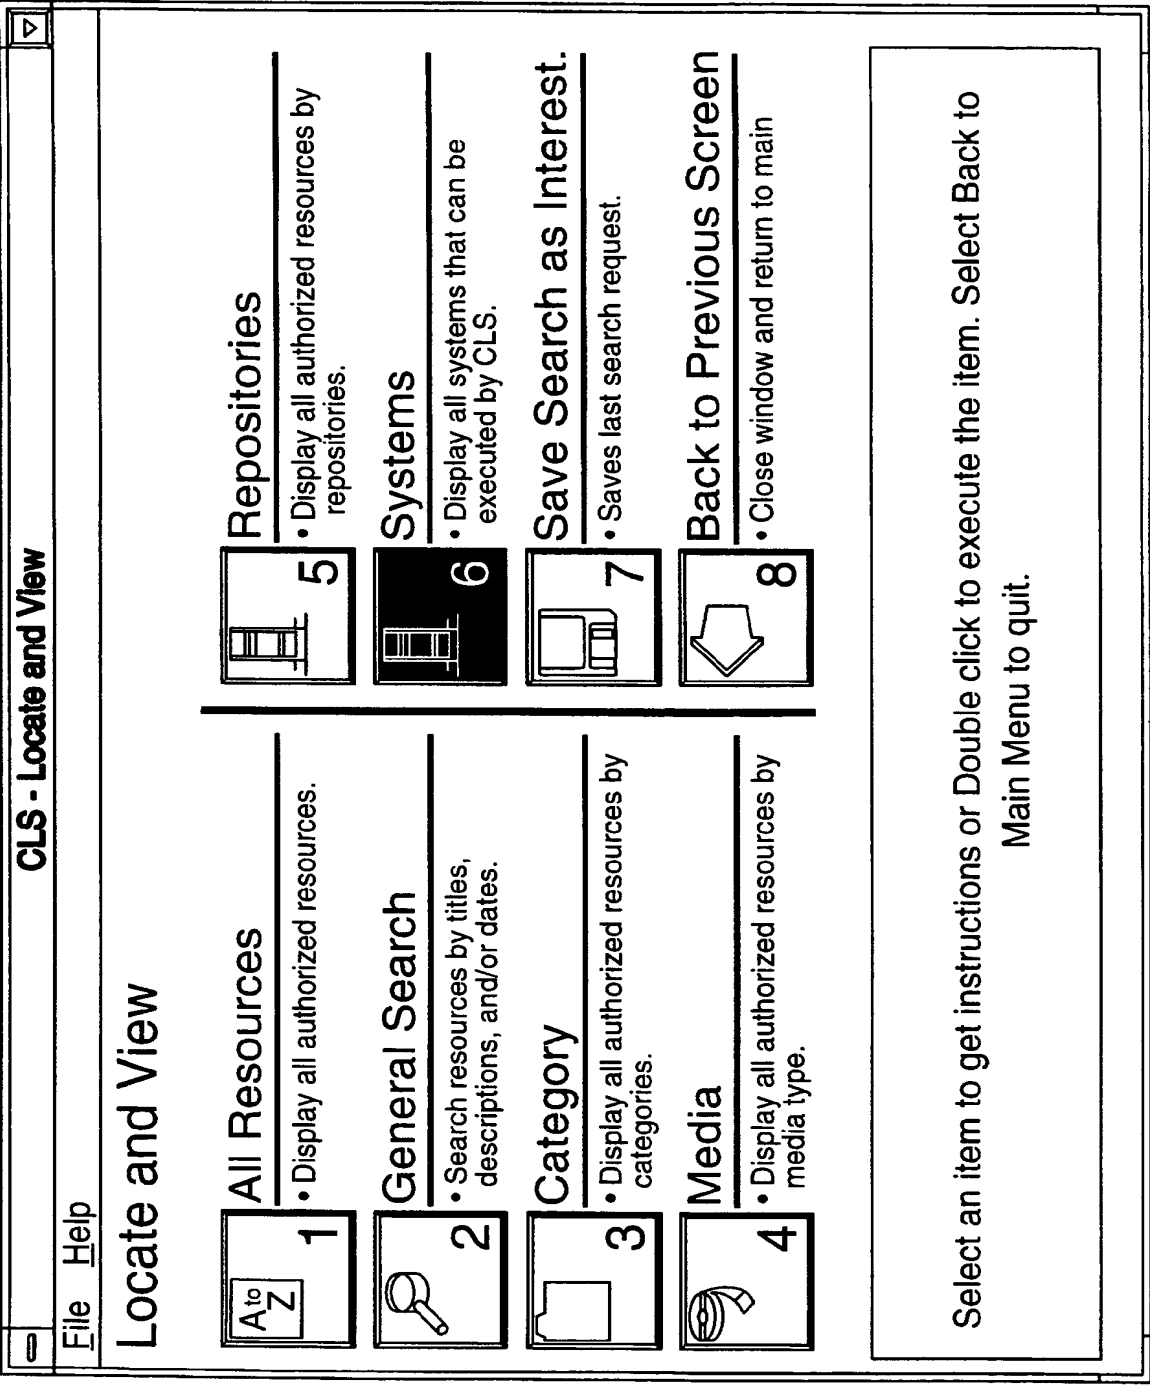 CLS - Locate and View
File Help
Locate and View
A to
Z
1
All Resources
• Display all authorized resources.
2
General Search
• Search resources by titles,
descriptions, and/or dates.
3
Category
• Display all authorized resources by
categories.
4
Media
• Display all authorized resources by
media type.
5
Repositories
• Display all authorized resources by
repositories.
6
Systems
• Display all systems that can be
executed by CLS.
7
Save Search as Interest.
• Saves last search request.
8
Back to Previous Screen
• Close window and return to main
Select an item to get instructions or Double click to execute the item. Select Back to
Main Menu to quit.